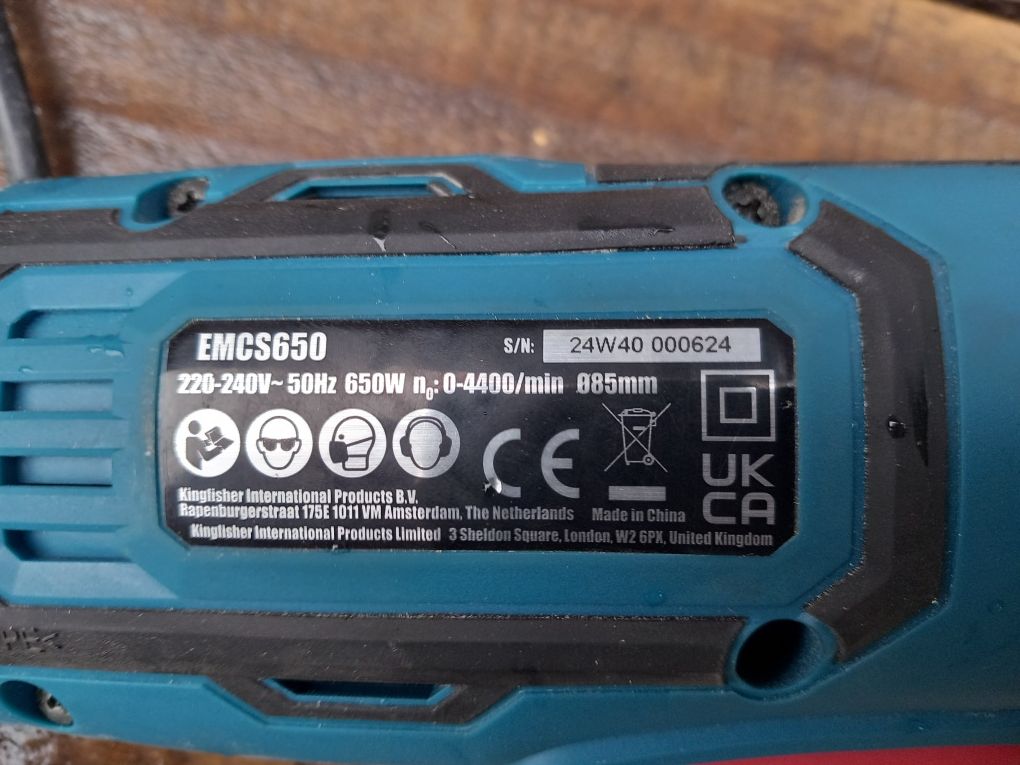 EMCS650
S/N: 24W40 000624
220-240V~ 50Hz 650W n₀: 0-4400/min Ø85mm
CE
UK
CA
Kingfisher International Products B.V.
Rapenburgerstraat 175E 1011 VM Amsterdam, The Netherlands Made in China
Kingfisher International Products Limited 3 Sheldon Square, London, W2 6PX, United Kingdom